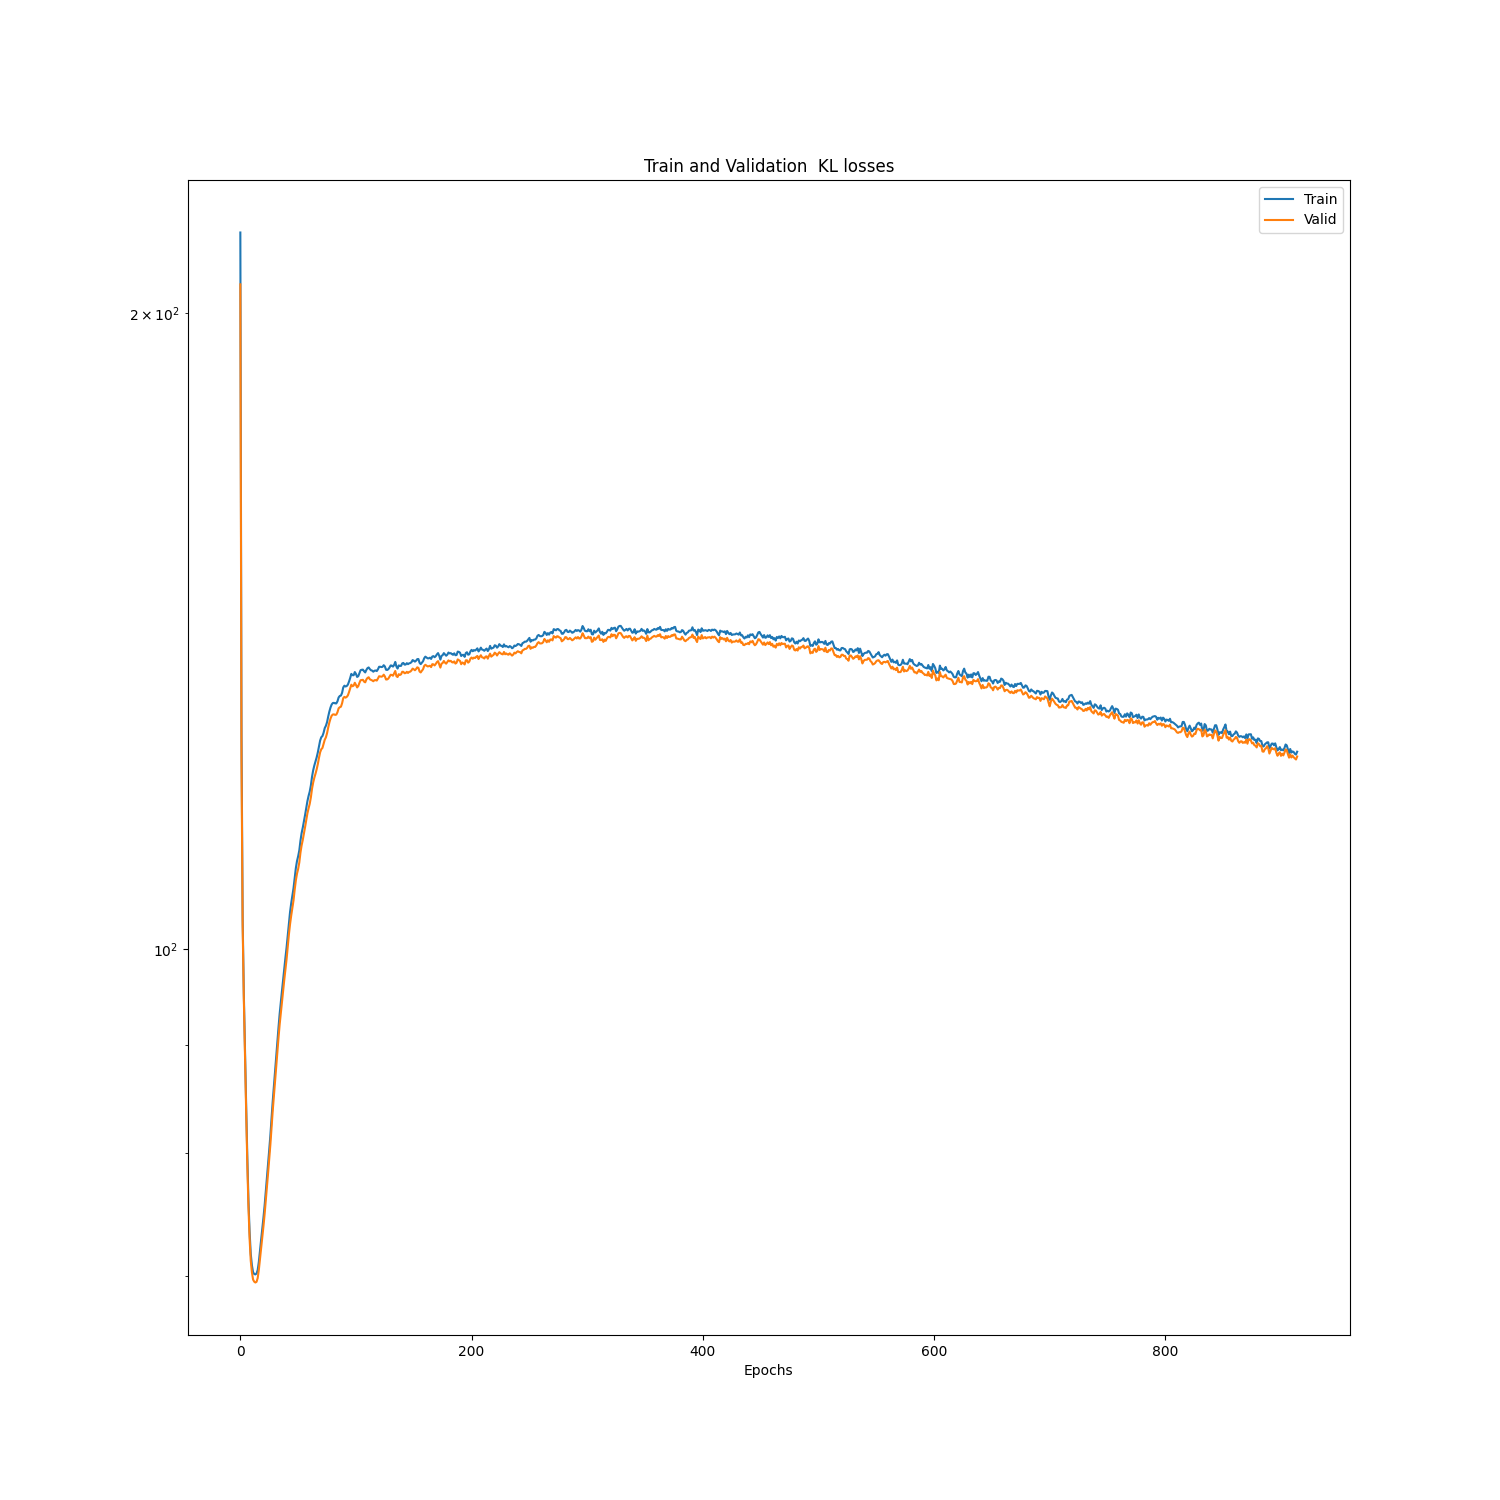 Train and Validation  KL losses
Train
Valid
2 × 10²
10²
0
200
400
600
800
Epochs